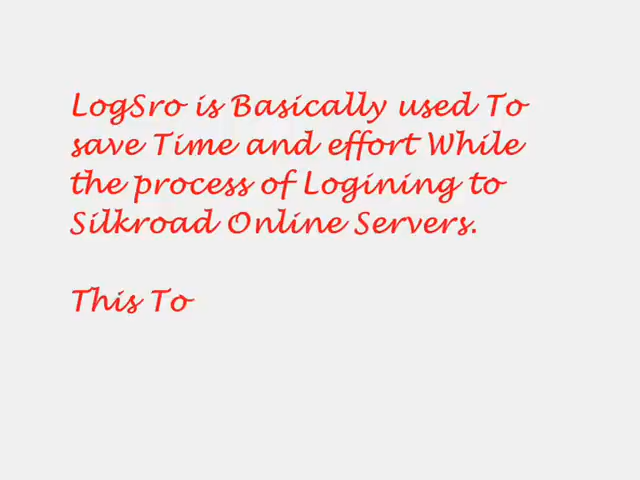 LogSro is Basically used To
save Time and effort While
the process of Logining to
Silkroad Online Servers.
This To